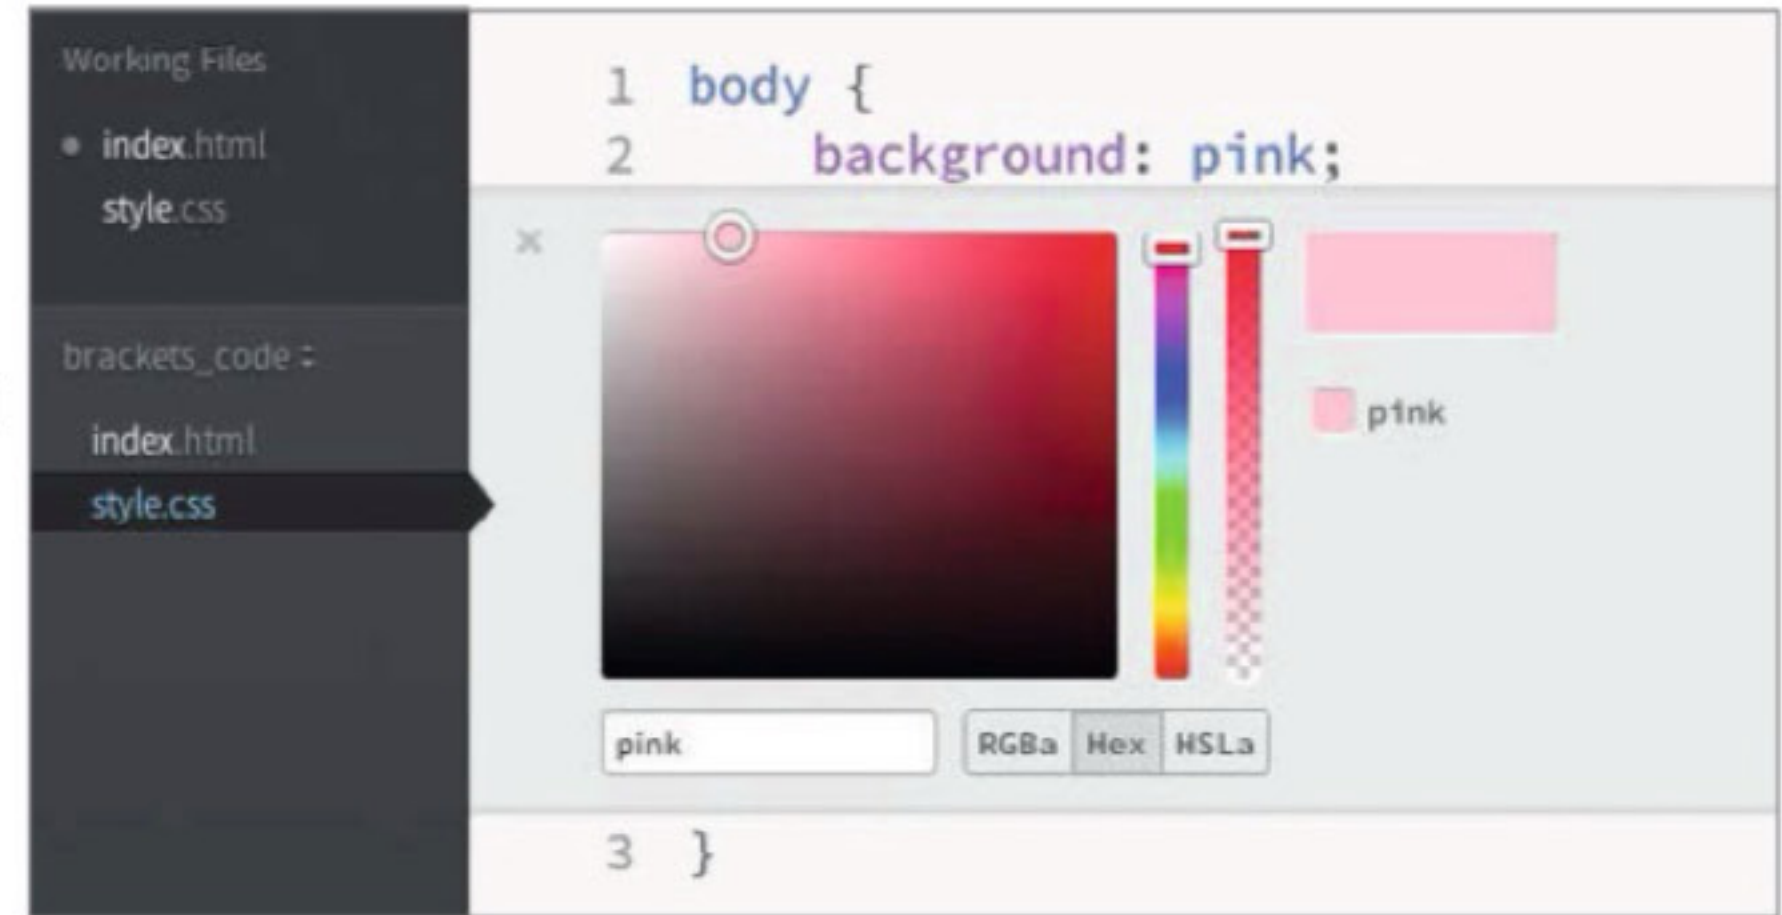 Working Files
index.html
style.css
brackets_code
index.html
style.css
1 body {
2 background: pink;
×
pink
pink
RGBa Hex HSLa
3 }